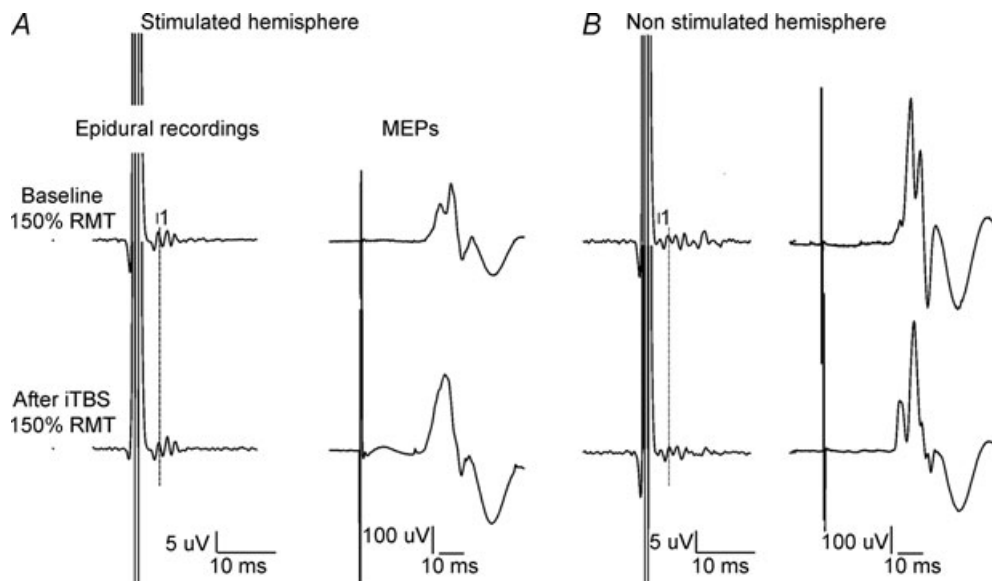 A Stimulated hemisphere
B Non stimulated hemisphere
Epidural recordings
MEPs
Baseline
150% RMT
I1
I1
After iTBS
150% RMT
5 uV
10 ms
100 uV
10 ms
5 uV
10 ms
100 uV
10 ms